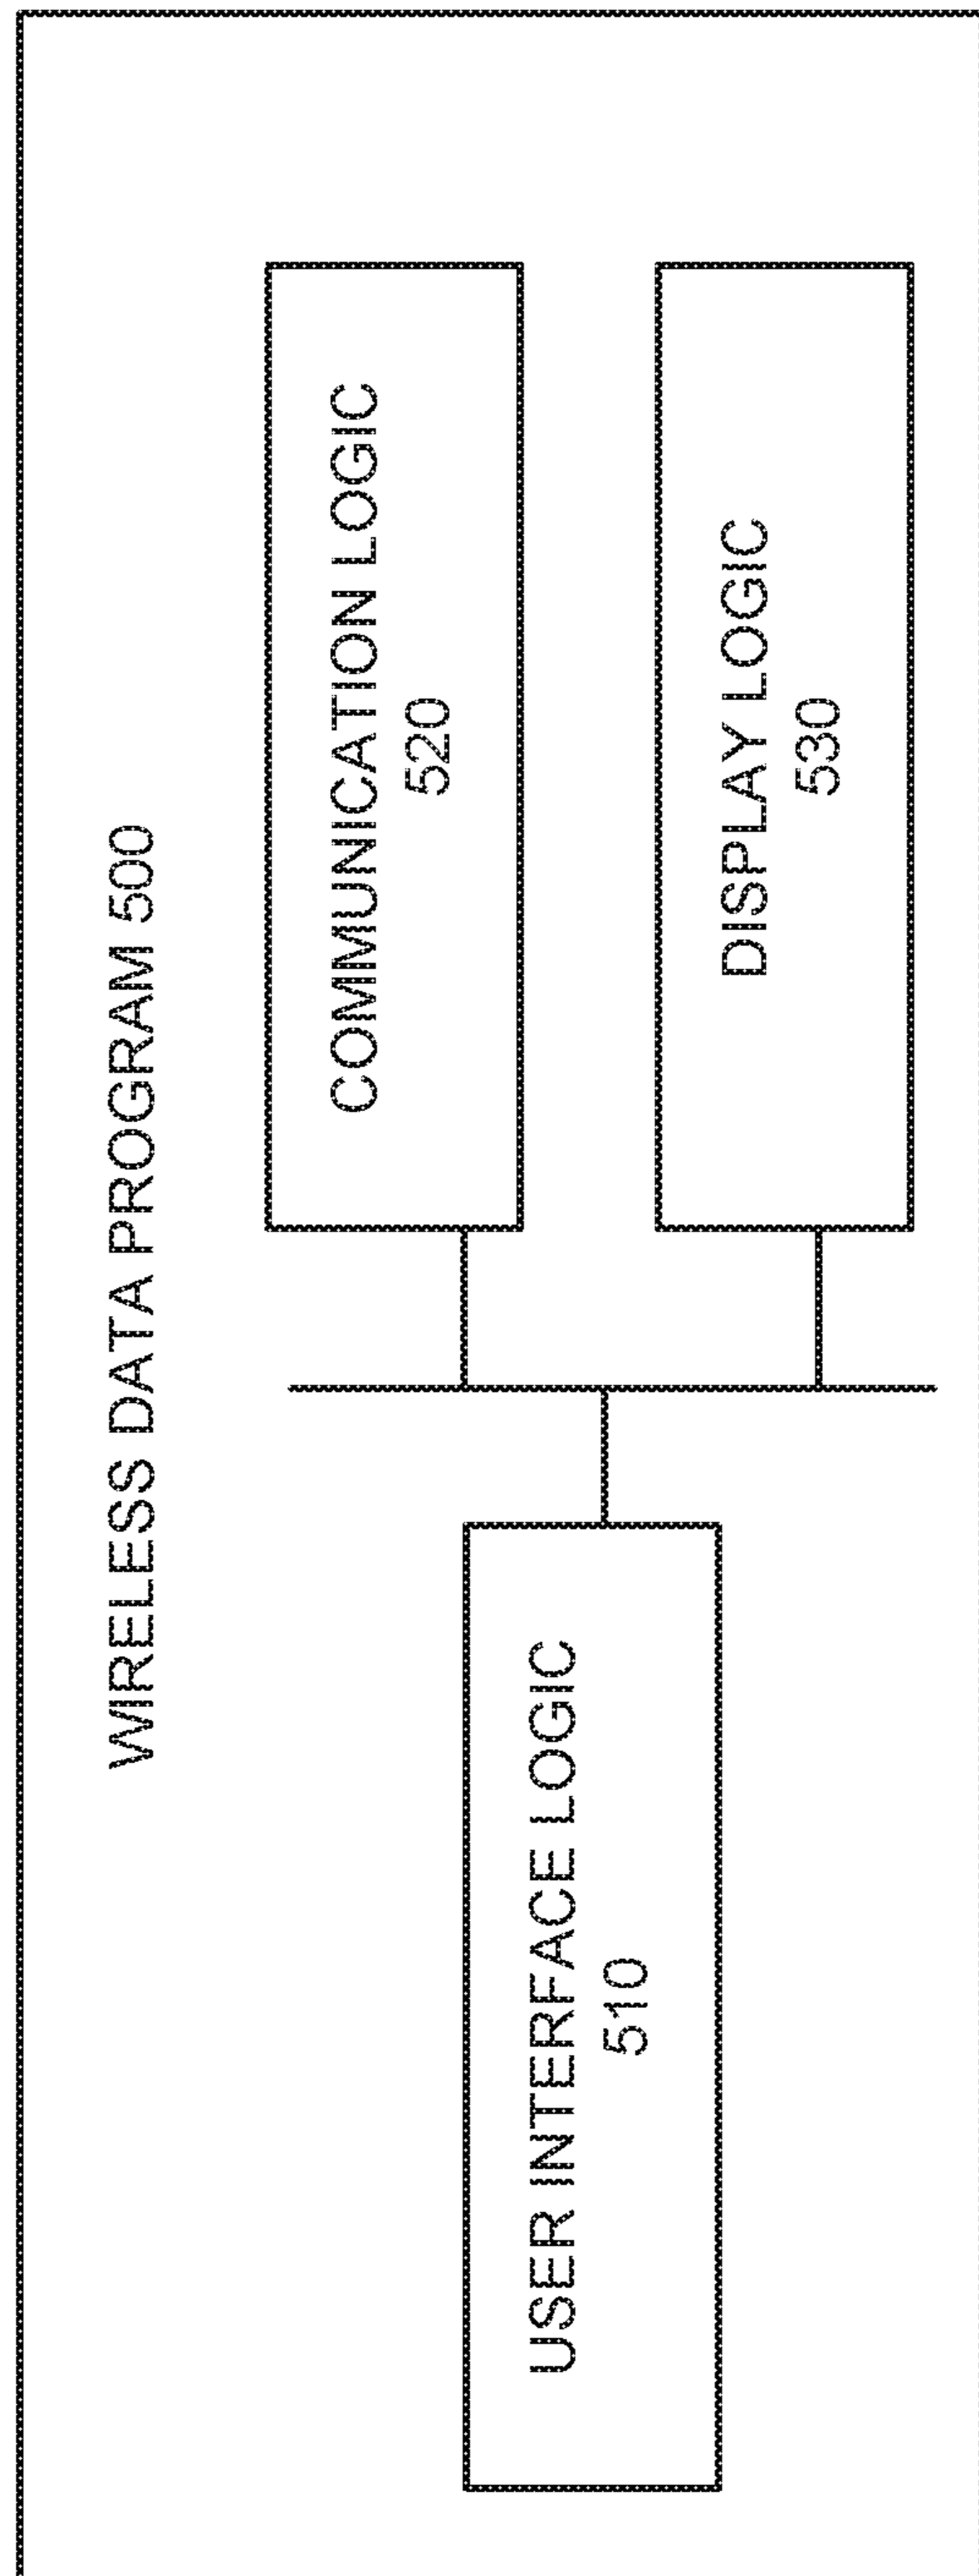 WIRELESS DATA PROGRAM 500
USER INTERFACE LOGIC
510
COMMUNICATION LOGIC
520
DISPLAY LOGIC
530